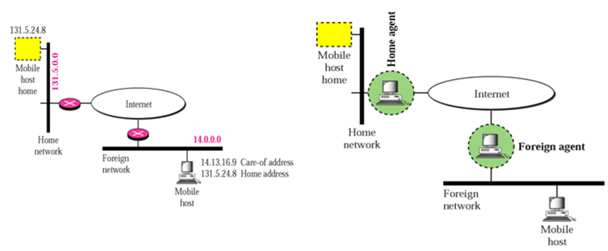 131.5.24.8
Mobile
host
home
131.5.0.0
Internet
Home
network
14.0.0.0
Foreign
network
14.13.16.9 Care-of address
131.5.24.8 Home address
Mobile
host
Mobile
host
home
Home agent
Internet
Home
network
Foreign agent
Foreign
network
Mobile
host